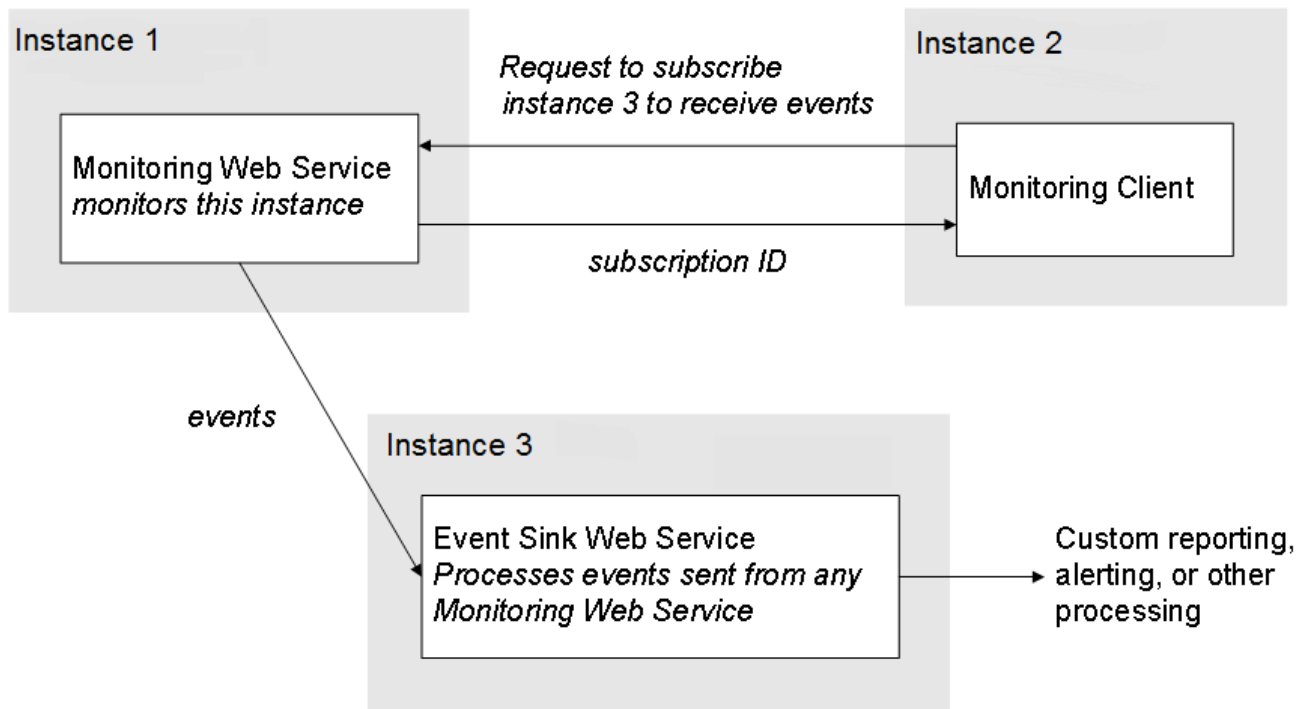 Instance 1
Instance 2
Request to subscribe
instance 3 to receive events
Monitoring Web Service
monitors this instance
Monitoring Client
subscription ID
events
Instance 3
Event Sink Web Service
Processes events sent from any
Monitoring Web Service
Custom reporting,
alerting, or other
processing